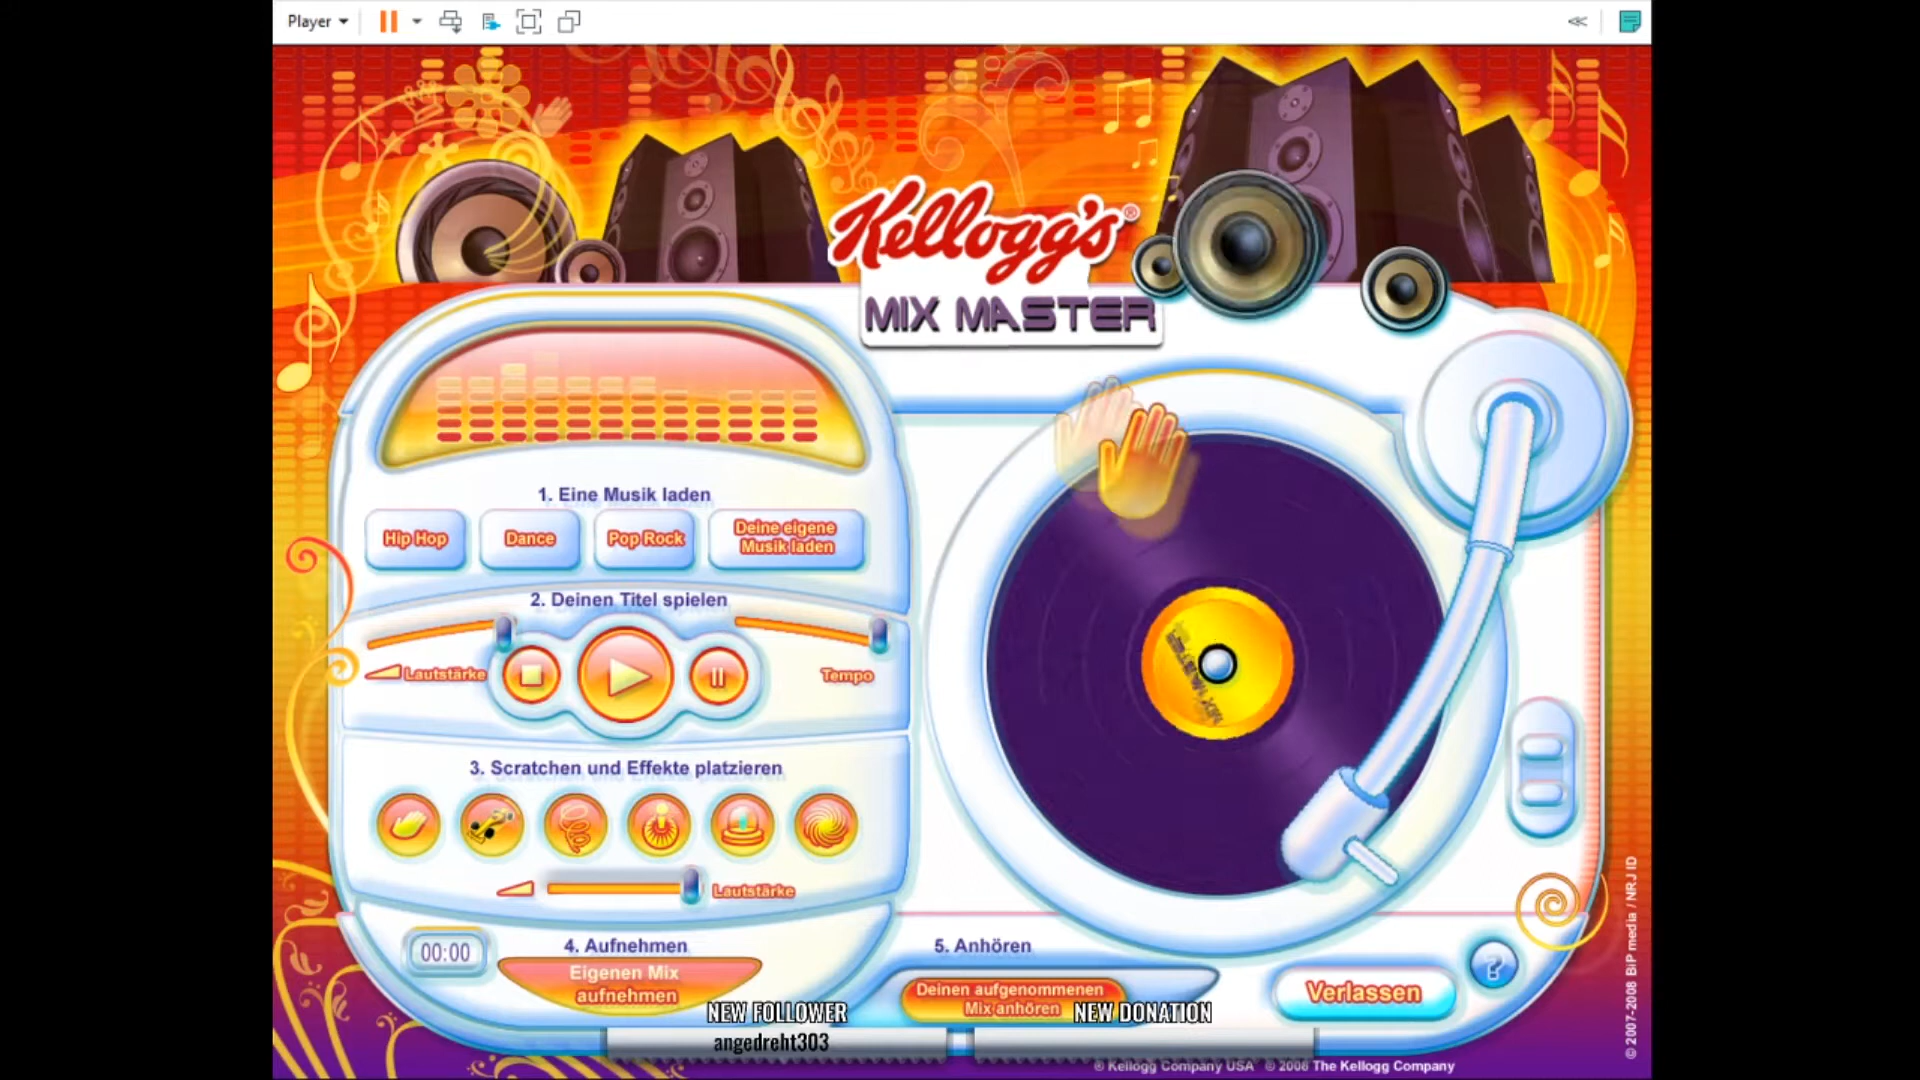 Player
Kellogg's®
MIX MASTER
1. Eine Musik laden
Hip Hop
Dance
Pop Rock
Deine eigene
Musik laden
2. Deinen Titel spielen
Lautstärke
Tempo
3. Scratchen und Effekte platzieren
Lautstärke
00:00
4. Aufnehmen
Eigenen Mix
aufnehmen
5. Anhören
Deinen aufgenommenen
Mix anhören
Verlassen
?
NEW FOLLOWER
angedreht303
NEW DONATION
© 2007-2008 BiP media / NRJ ID
® Kellogg Company USA © 2008 The Kellogg Company